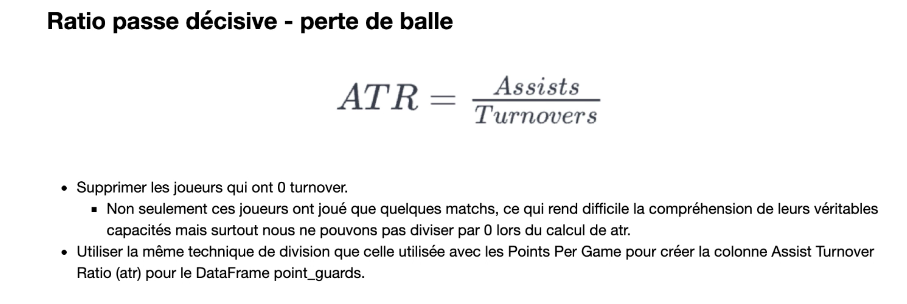 Ratio passe décisive - perte de balle
ATR = Assists / Turnovers
• Supprimer les joueurs qui ont 0 turnover.
▪ Non seulement ces joueurs ont joué que quelques matchs, ce qui rend difficile la compréhension de leurs véritables
capacités mais surtout nous ne pouvons pas diviser par 0 lors du calcul de atr.
• Utiliser la même technique de division que celle utilisée avec les Points Per Game pour créer la colonne Assist Turnover
Ratio (atr) pour le DataFrame point_guards.